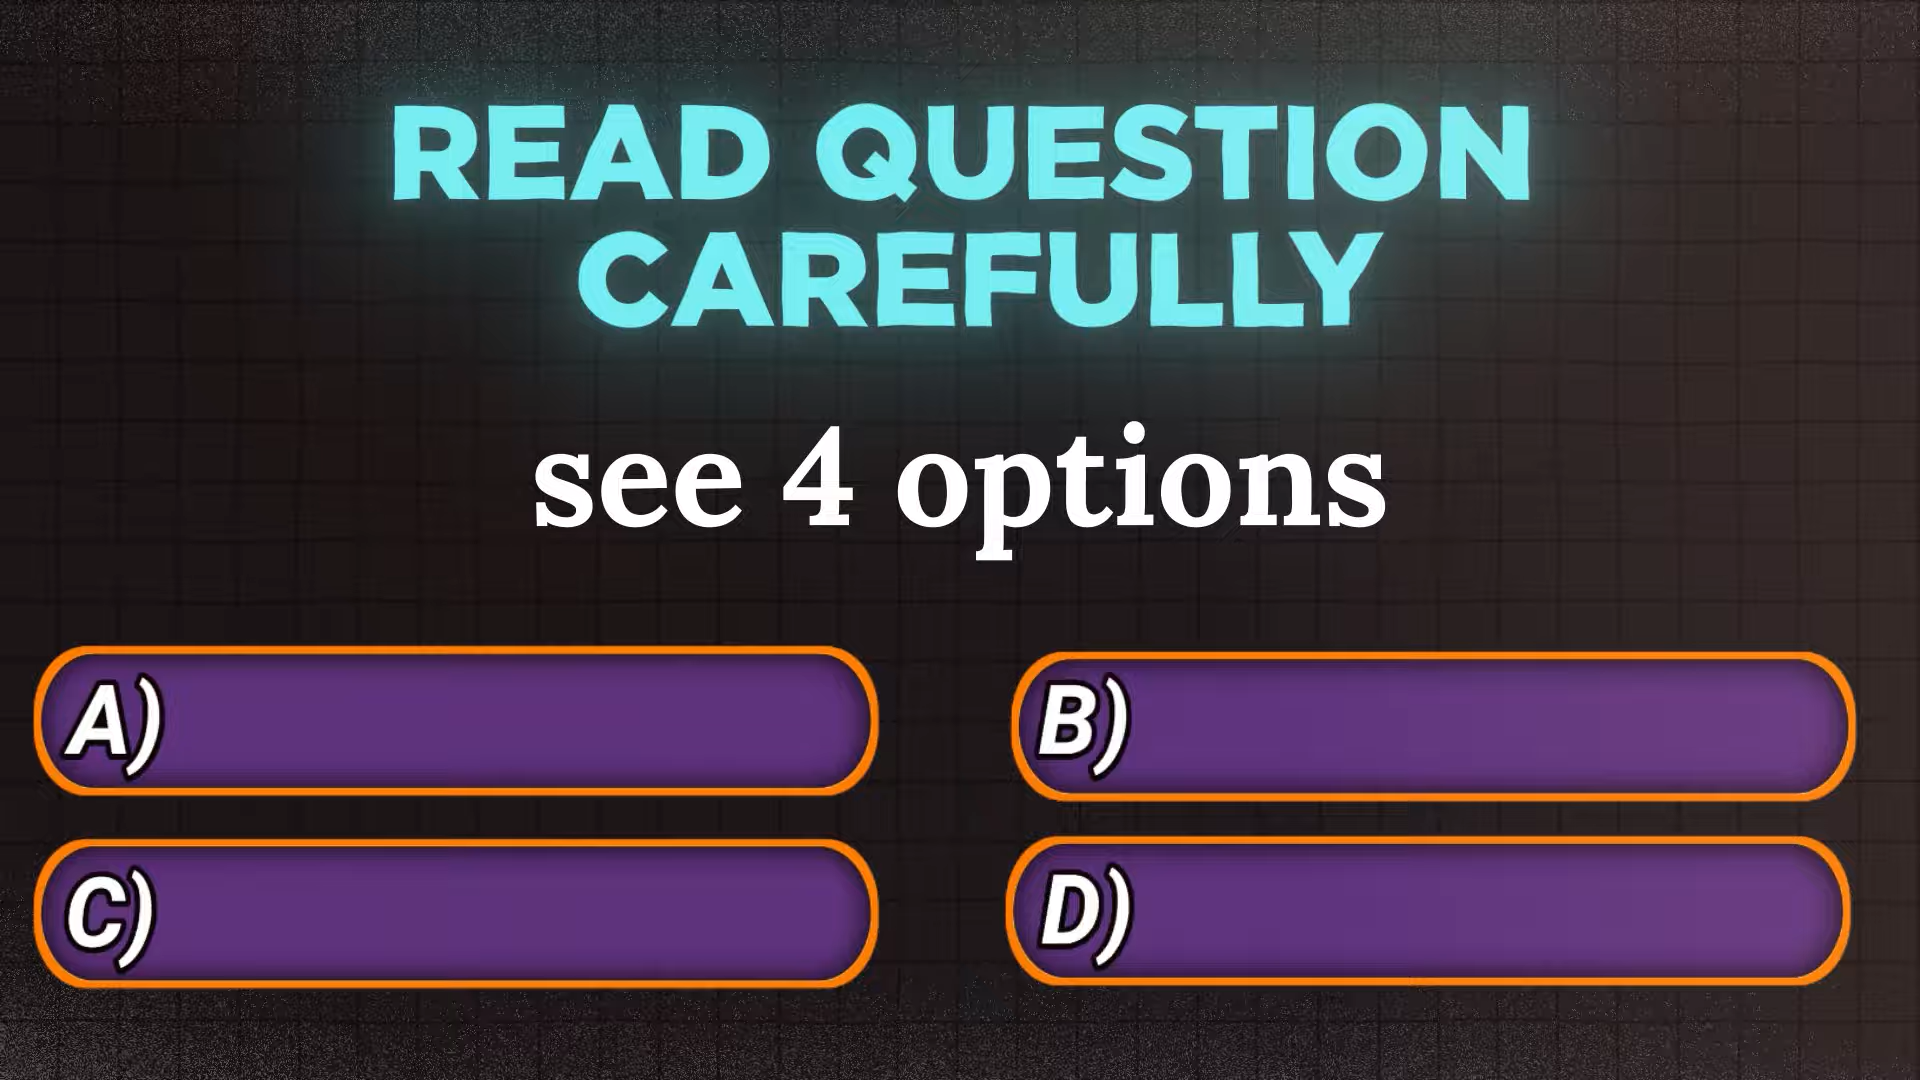 READ QUESTION
CAREFULLY
see 4 options
A)
B)
C)
D)